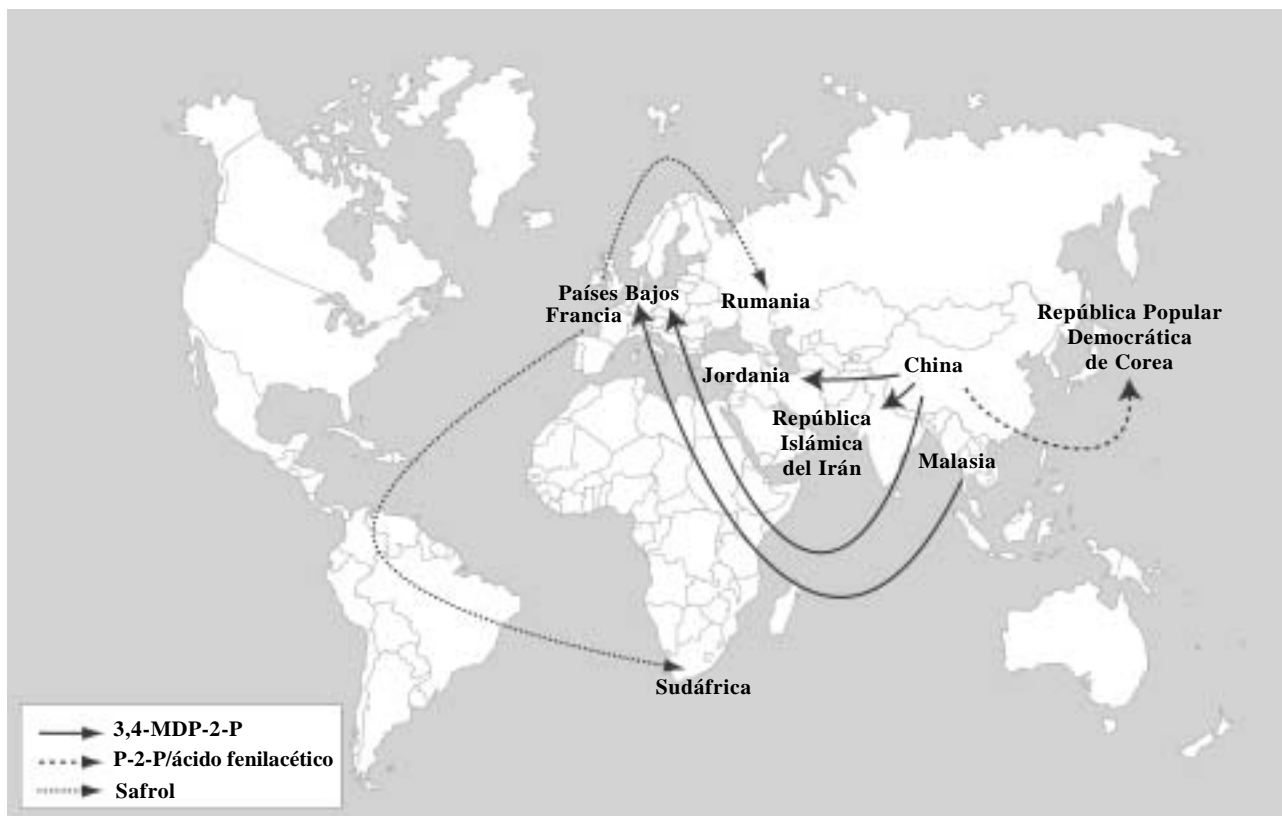 Países Bajos
Francia
Rumania
República Popular
Democrática
de Corea
China
Jordania
República
Islámica
del Irán
Malasia
Sudáfrica
3,4-MDP-2-P
P-2-P/ácido fenilacético
Safrol